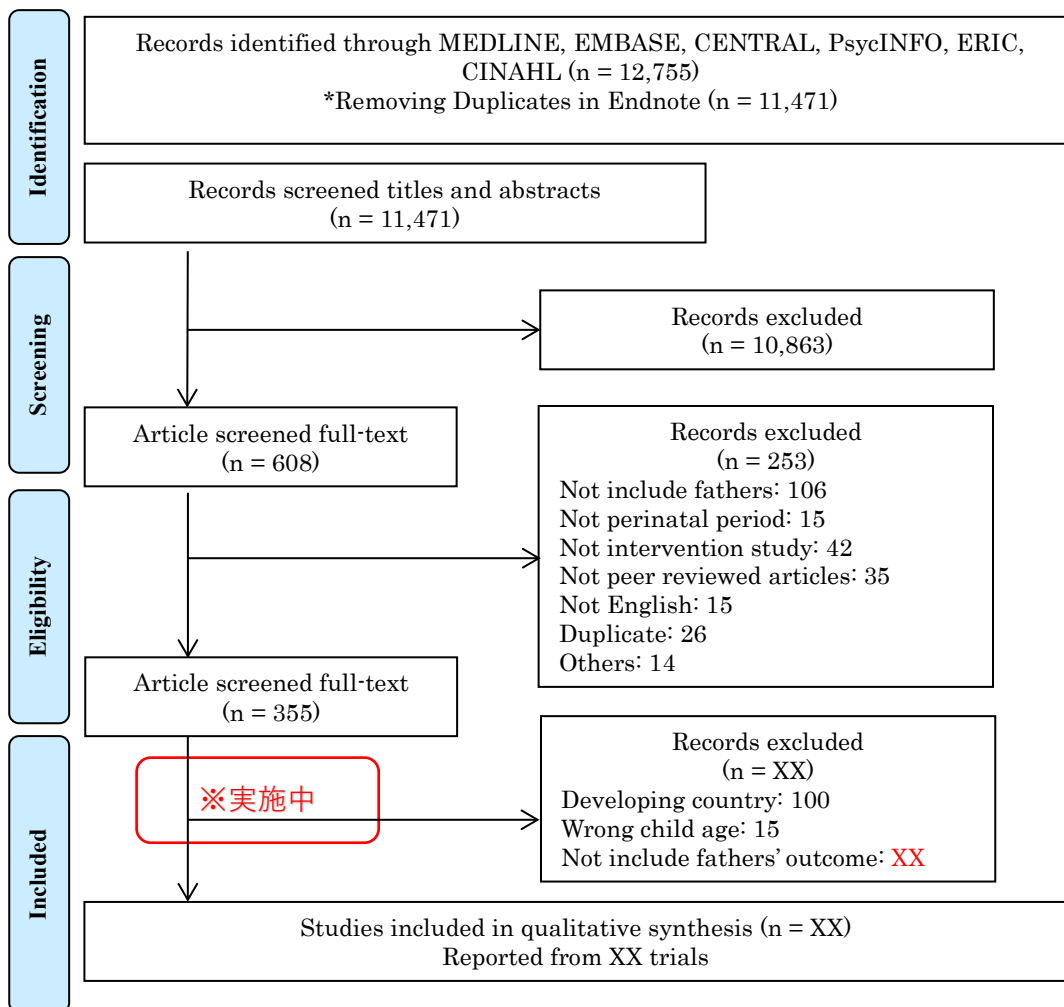 Identification
Records identified through MEDLINE, EMBASE, CENTRAL, PsycINFO, ERIC,
CINAHL (n = 12,755)
*Removing Duplicates in Endnote (n = 11,471)
Records screened titles and abstracts
(n = 11,471)
Screening
Records excluded
(n = 10,863)
Article screened full-text
(n = 608)
Eligibility
Records excluded
(n = 253)
Not include fathers: 106
Not perinatal period: 15
Not intervention study: 42
Not peer reviewed articles: 35
Not English: 15
Duplicate: 26
Others: 14
Article screened full-text
(n = 355)
Included
※実施中
Records excluded
(n = XX)
Developing country: 100
Wrong child age: 15
Not include fathers’ outcome: XX
Studies included in qualitative synthesis (n = XX)
Reported from XX trials